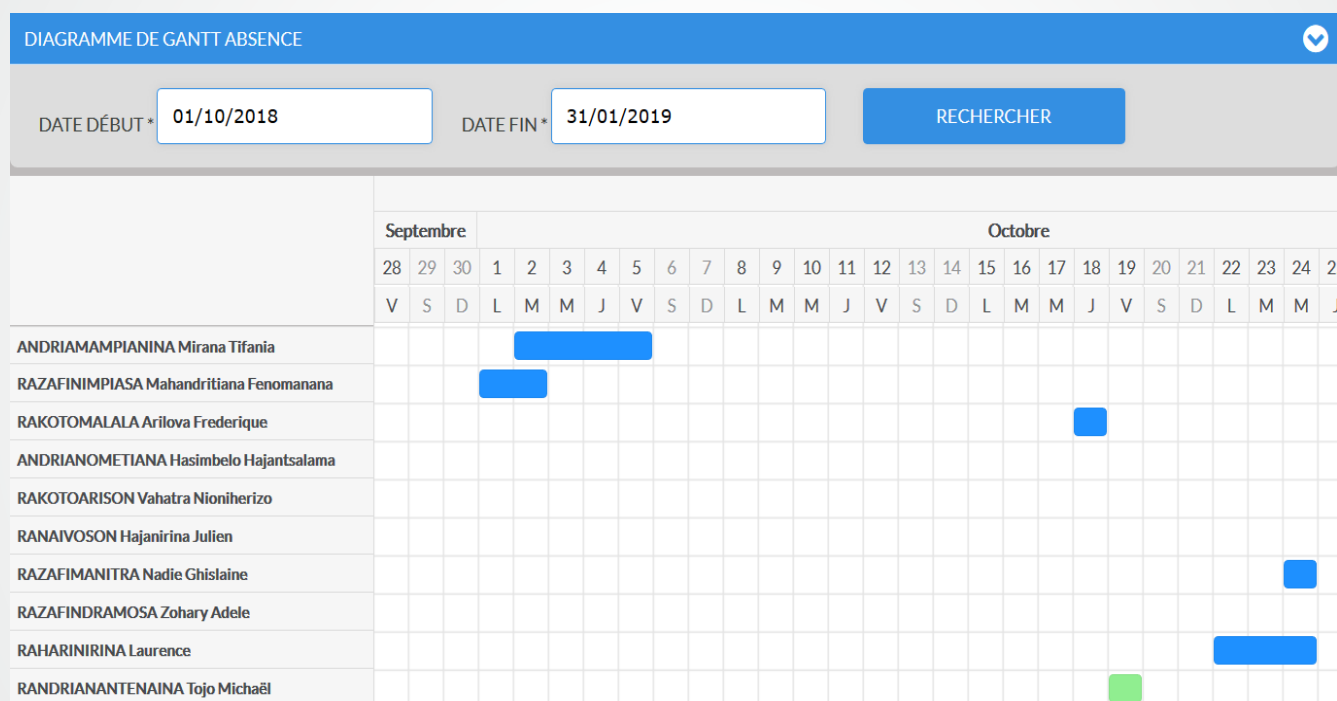 DIAGRAMME DE GANTT ABSENCE
DATE DÉBUT * 01/10/2018 DATE FIN * 31/01/2019 RECHERCHER
Septembre Octobre
28 29 30 1 2 3 4 5 6 7 8 9 10 11 12 13 14 15 16 17 18 19 20 21 22 23 24
V S D L M M J V S D L M M J V S D L M M J V S D L M M
ANDRIAMAMPIANINA Mirana Tifania
RAZAFINIMPIASA Mahandritiana Fenomanana
RAKOTOMALALA Arilova Frederique
ANDRIANOMETIANA Hasimbelo Hajantsalama
RAKOTOARISON Vahatra Nioniherizo
RANAIVOSON Hajanirina Julien
RAZAFIMANITRA Nadie Ghislaine
RAZAFINDRAMOSA Zohary Adele
RAHARINIRINA Laurence
RANDRIANANTENAINA Tojo Michaël